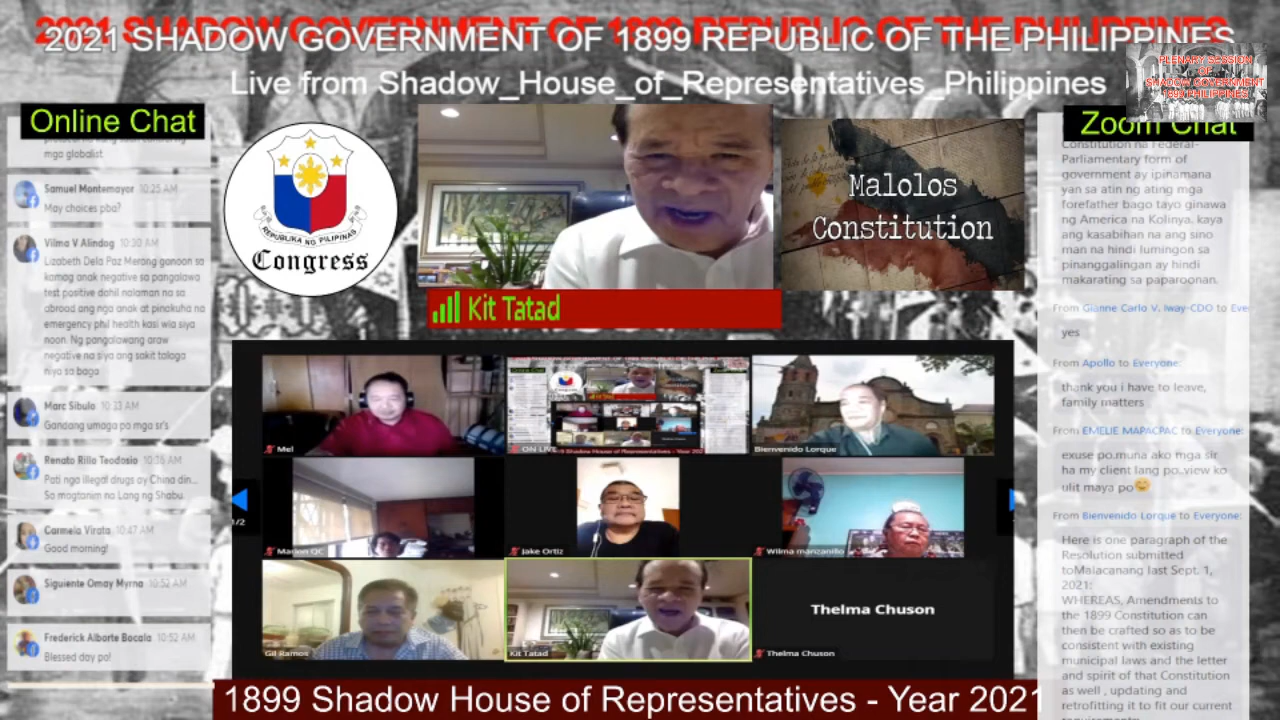 2021 SHADOW GOVERNMENT OF 1899 REPUBLIC OF THE PHILIPPINES
Live from Shadow_House_of_Representatives_Philippines
PLENARY SESSION
OF
SHADOW GOVERNMENT
1899 PHILIPPINES
Online Chat
mga globalist.
Samuel Montemayor 10:25 AM
May choices pba?
Vilma V Alindog 10:30 AM
Lizabeth Dela Paz Merong ganoon sa
kamag anak negative sa pangalawa
test positive dahil nalaman na sa
abroad ang mga anak at pinakuha na
emergency phil health kasi wla siya
noon. Ng pangalawang araw
negative na siya ang sakit talaga
niya sa baga
Marc Sibulo 10:33 AM
Gandang umaga po mga sr's
Renato Rillo Teodosio 10:36 AM
Pati nga illegal drugs ay China din...
So magtanim na Lang ng Shabu.
Carmela Virata 10:47 AM
Good morning!
Siguiente Omay Myrna 10:52 AM
Frederick Alborte Bacala 10:52 AM
Blessed day po!
REPUBLIKA NG PILIPINAS
Congress
Kit Tatad
Malolos
Constitution
Mel
ON LIVE
Bienvenido Lorque
Marlon QC
Jake Ortiz
Wilma manzanillo
Gil Ramos
Kit Tatad
Thelma Chuson
Thelma Chuson
1/2
Zoom Chat
Constitution na Federal-
Parliamentary form of
government ay ipinamana
yan sa atin ng ating mga
forefather bago tayo ginawa
ng America na Kolinya. kaya
ang kasabihan na ang sino
man na hindi lumingon sa
pinanggalingan ay hindi
makarating sa paparoonan.
From Gianne Carlo V. Iway-CDO to Eve
yes
From Apollo to Everyone:
thank you i have to leave,
family matters
From EMELIE MAPACPAC to Everyone:
exuse po.muna ako mga sir
ha my client lang po..view ko
ulit maya po😊
From Bienvenido Lorque to Everyone:
Here is one paragraph of the
Resolution submitted
toMalacanang last Sept. 1,
2021:
WHEREAS, Amendments to
the 1899 Constitution can
then be crafted so as to be
consistent with existing
municipal laws and the letter
and spirit of that Constitution
as well , updating and
retrofitting it to fit our current
1899 Shadow House of Representatives - Year 2021